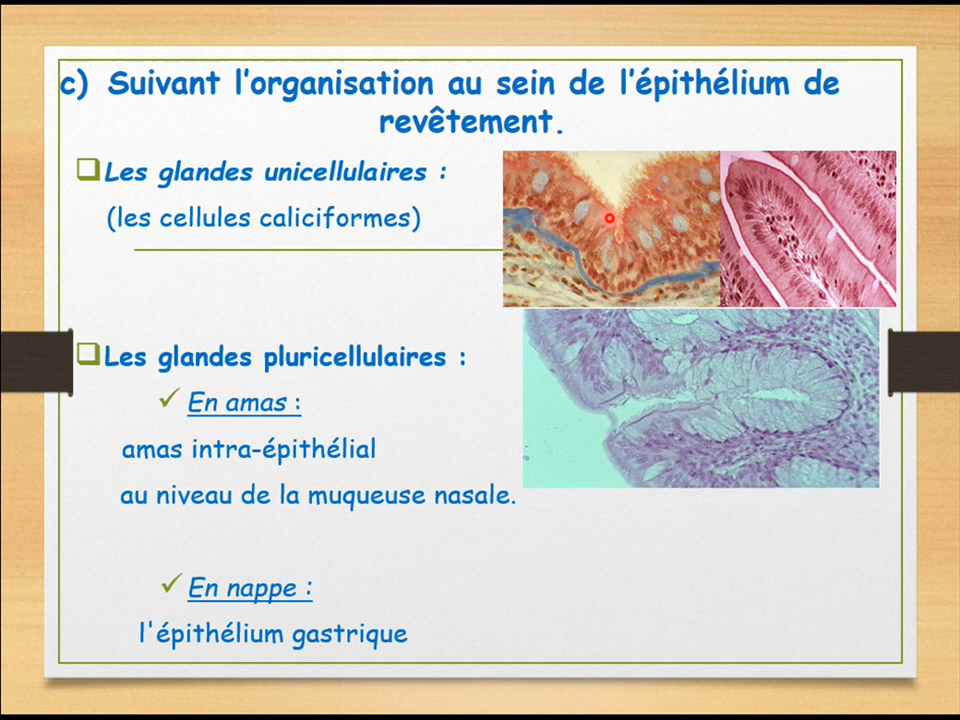 c) Suivant l’organisation au sein de l’épithélium de
revêtement.
Les glandes unicellulaires :
(les cellules caliciformes)
Les glandes pluricellulaires :
En amas :
amas intra-épithélial
au niveau de la muqueuse nasale.
En nappe :
l'épithélium gastrique